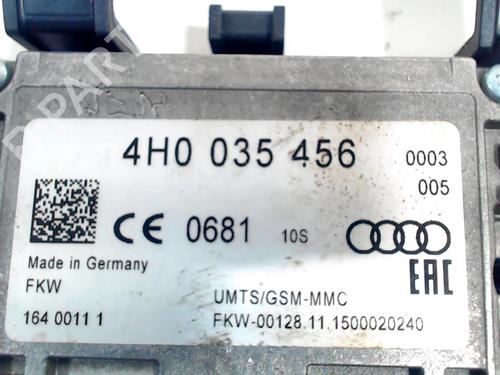 4H0 035 456 0003
005
CE 0681 10S
Made in Germany
FKW
EAC
UMTS/GSM-MMC
164 0011 1
FKW-00128.11.1500020240